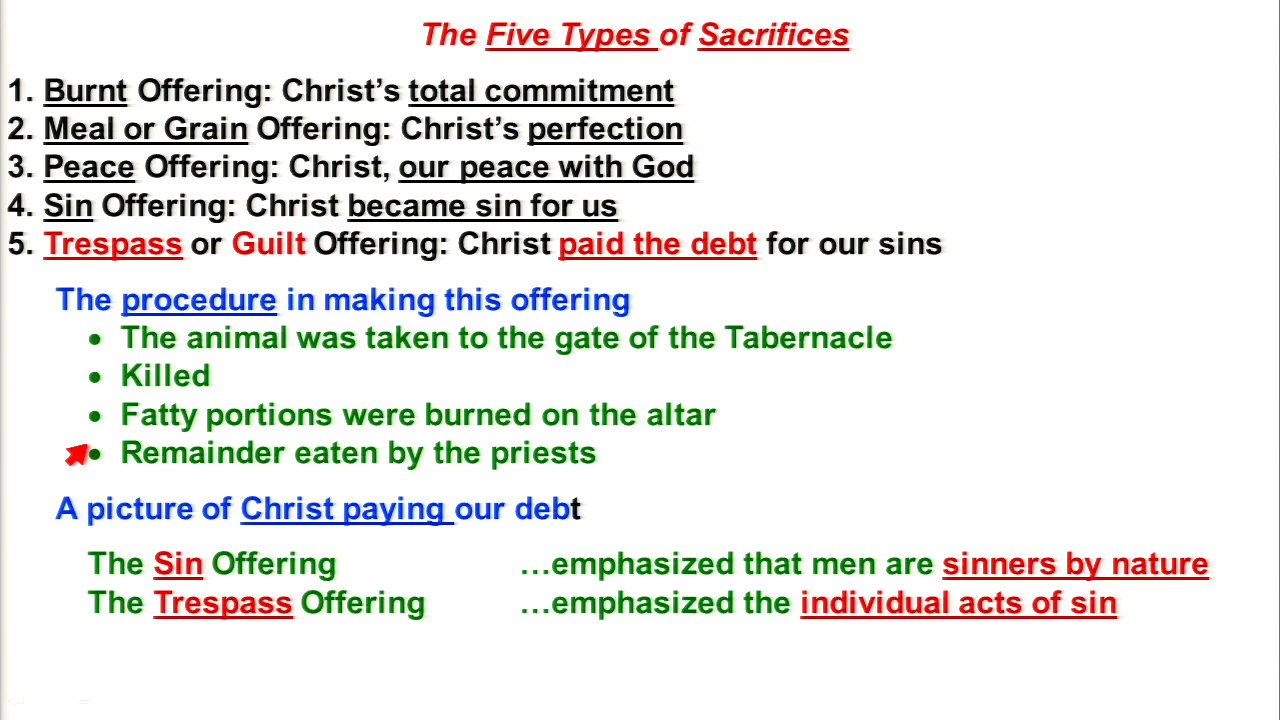 The Five Types of Sacrifices
1. Burnt Offering: Christ’s total commitment
2. Meal or Grain Offering: Christ’s perfection
3. Peace Offering: Christ, our peace with God
4. Sin Offering: Christ became sin for us
5. Trespass or Guilt Offering: Christ paid the debt for our sins
The procedure in making this offering
• The animal was taken to the gate of the Tabernacle
• Killed
• Fatty portions were burned on the altar
• Remainder eaten by the priests
A picture of Christ paying our debt
The Sin Offering …emphasized that men are sinners by nature
The Trespass Offering …emphasized the individual acts of sin